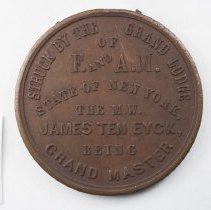 STRUCK BY THE GRAND LODGE
OF
F. AND A.M.
STATE OF NEW YORK
THE M.W.
JAMES TEN EYCK,
BEING
GRAND MASTER